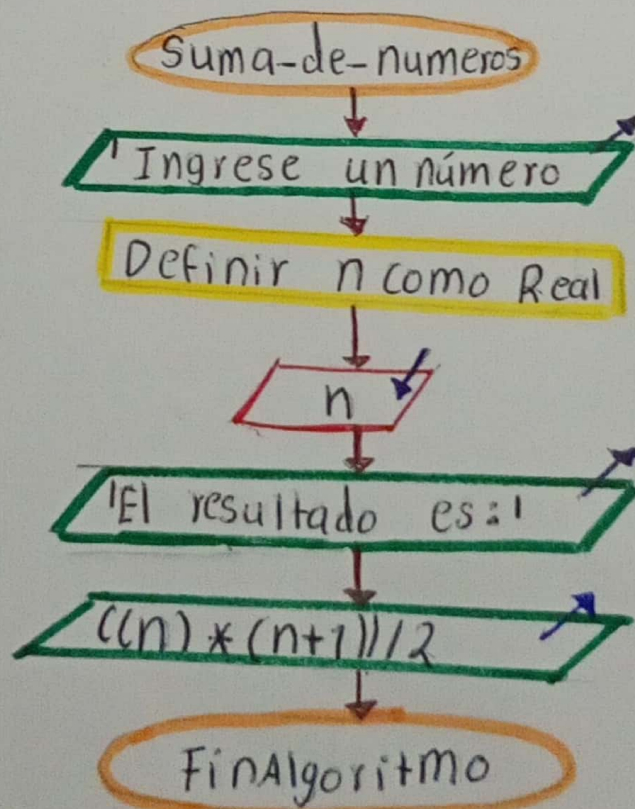 Suma-de-numeros
'Ingrese un número
Definir n como Real
n
'El resultado es:'
((n)*(n+1))/2
FinAlgoritmo